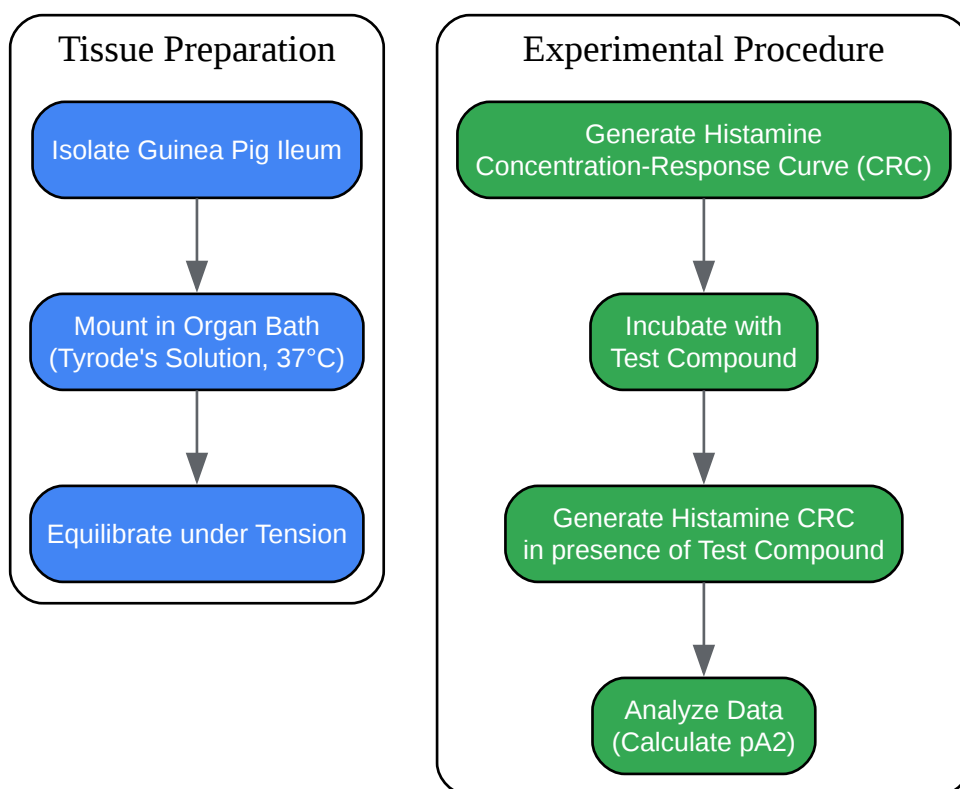 Tissue Preparation
Isolate Guinea Pig Ileum
Mount in Organ Bath
(Tyrode's Solution, 37°C)
Equilibrate under Tension
Experimental Procedure
Generate Histamine
Concentration-Response Curve (CRC)
Incubate with
Test Compound
Generate Histamine CRC
in presence of Test Compound
Analyze Data
(Calculate pA2)